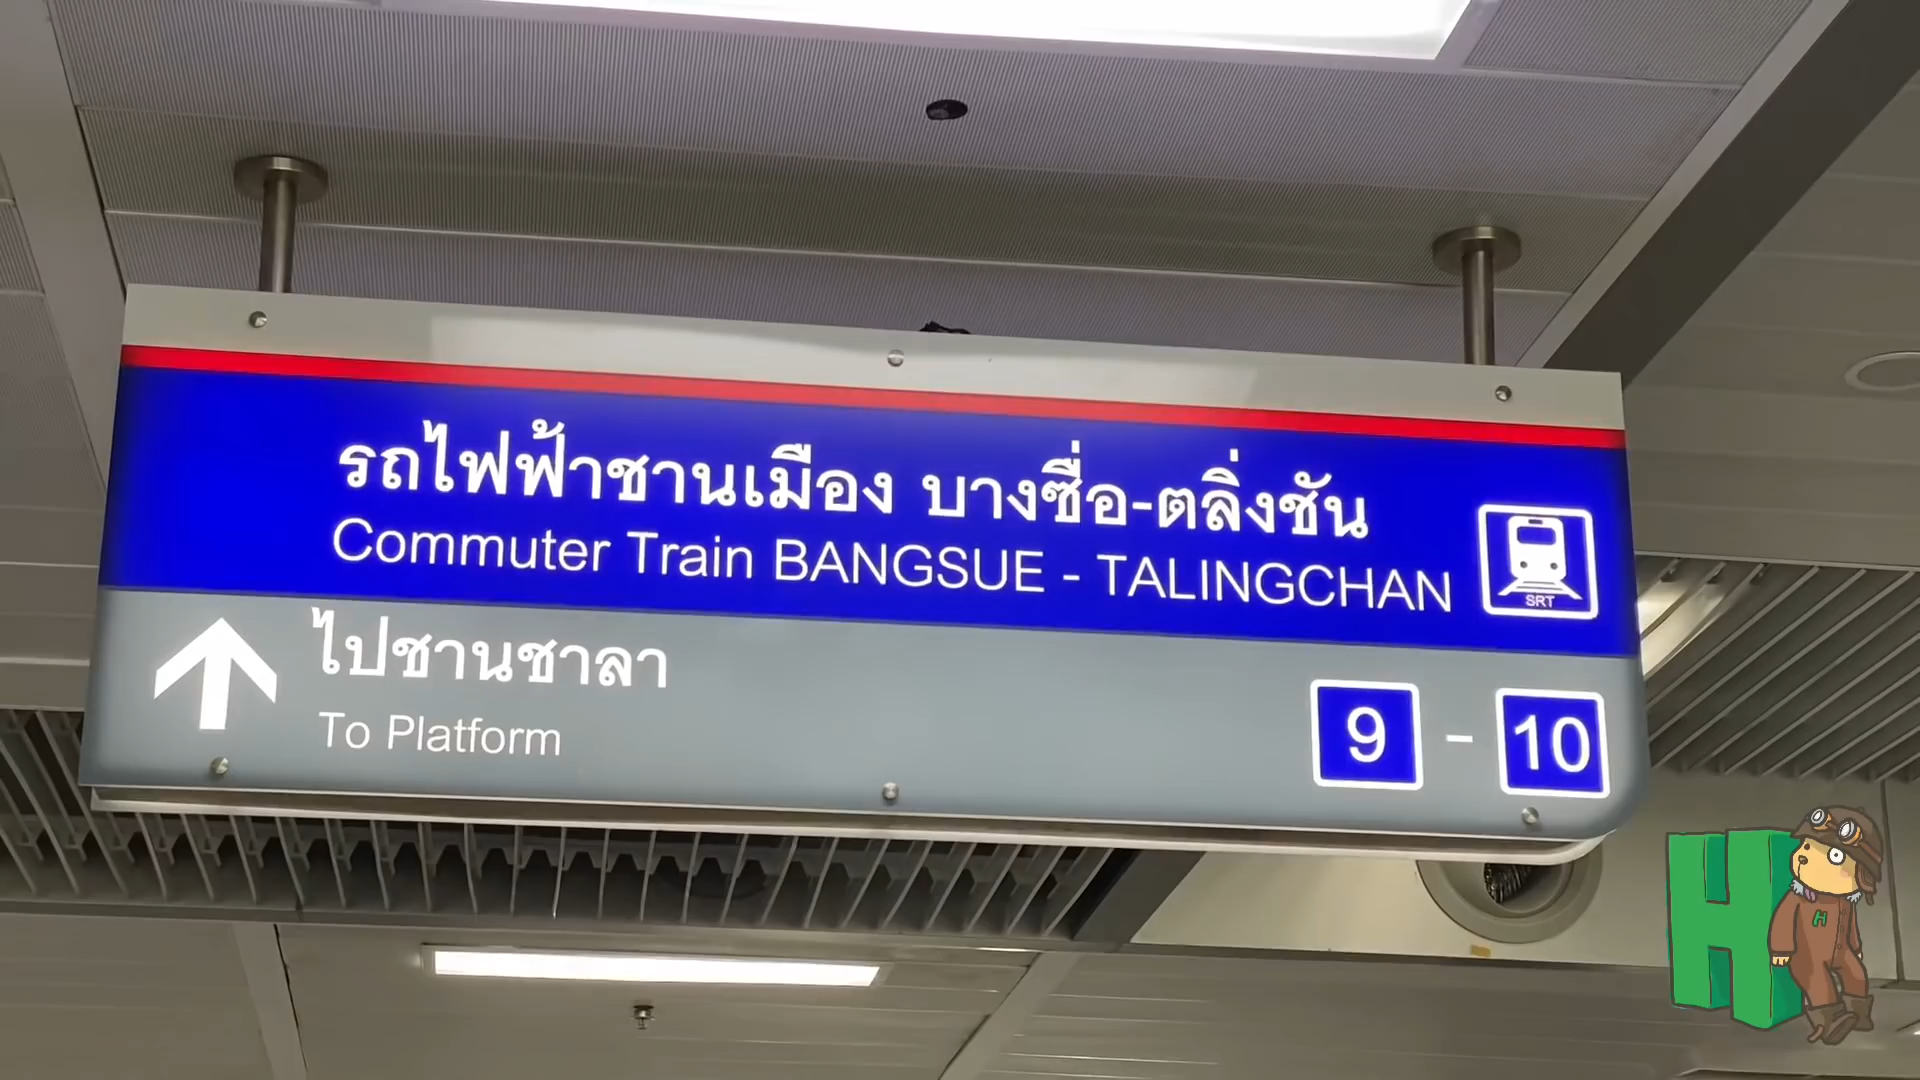 รถไฟฟ้าชานเมือง บางซื่อ-ตลิ่งชัน
Commuter Train BANGSUE - TALINGCHAN
SRT
ไปชานชาลา
To Platform
9 - 10
H
H